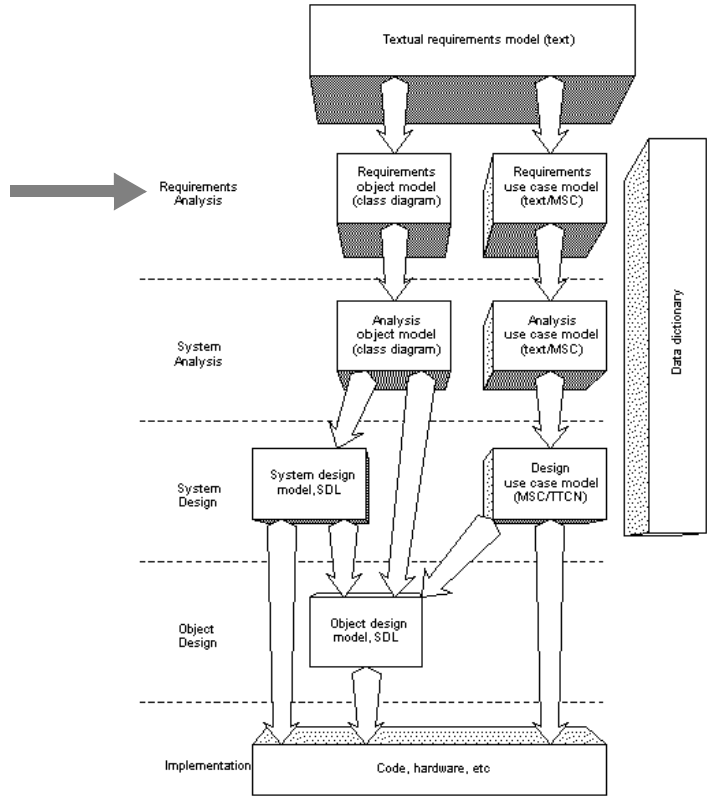 Textual requirements model (text)
Requirements
Analysis
Requirements
object model
(class diagram)
Requirements
use case model
(text/MSC)
Data dictionary
System
Analysis
Analysis
object model
(class diagram)
Analysis
use case model
(text/MSC)
System
Design
System design
model,SDL
Design
use case model
(MSC/TTCN)
Object
Design
Object design
model, SDL
Implementation
Code, hardware, etc